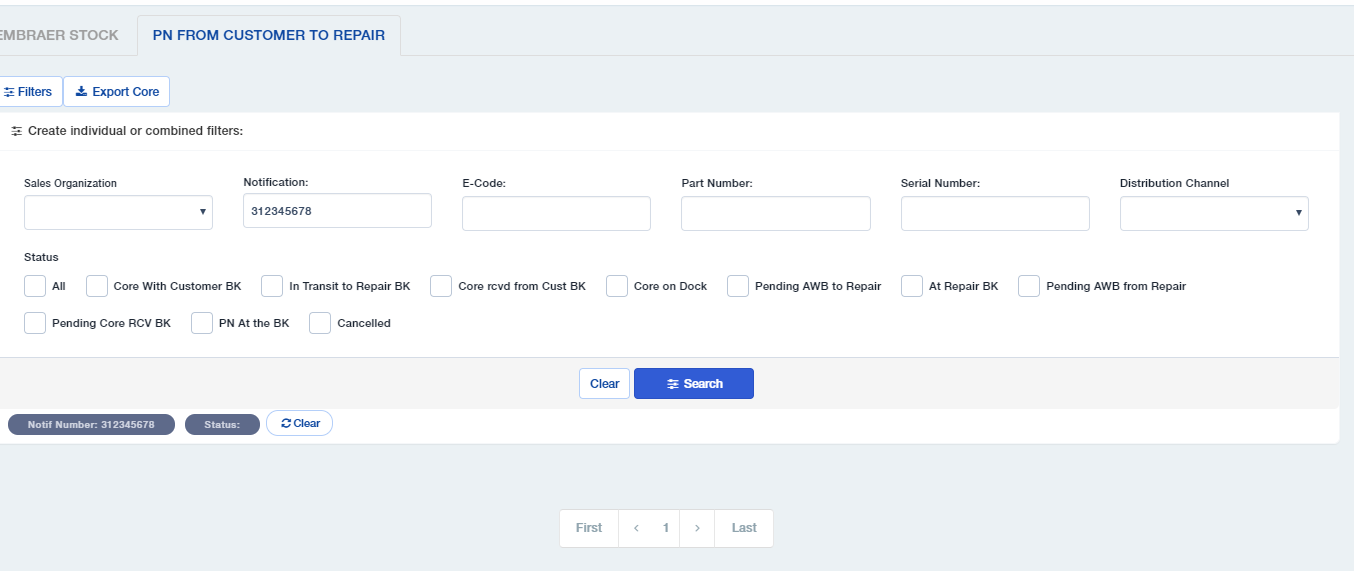 EMBRAER STOCK PN FROM CUSTOMER TO REPAIR
Filters Export Core
Create individual or combined filters:
Sales Organization Notification: E-Code: Part Number: Serial Number: Distribution Channel
312345678
Status
All Core With Customer BK In Transit to Repair BK Core rcvd from Cust BK Core on Dock Pending AWB to Repair At Repair BK Pending AWB from Repair
Pending Core RCV BK PN At the BK Cancelled
Clear Search
Notif Number: 312345678 Status: Clear
First < 1 > Last